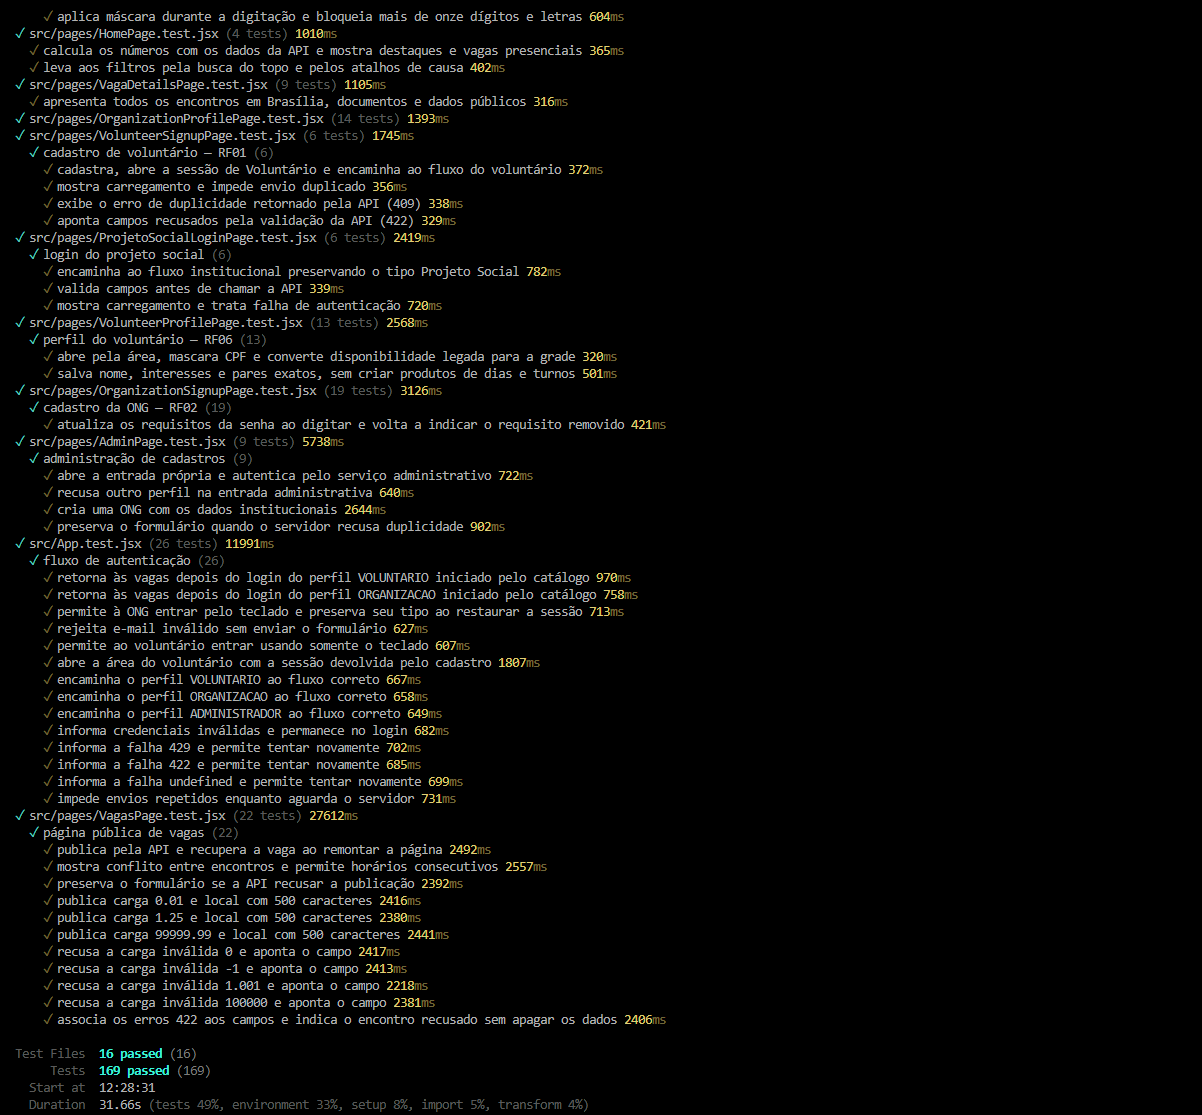 ✓ aplica máscara durante a digitação e bloqueia mais de onze dígitos e letras 604ms
✓ src/pages/HomePage.test.jsx (4 tests) 1010ms
✓ calcula os números com os dados da API e mostra destaques e vagas presenciais 365ms
✓ leva aos filtros pela busca do topo e pelos atalhos de causa 402ms
✓ src/pages/VagaDetailsPage.test.jsx (9 tests) 1105ms
✓ apresenta todos os encontros em Brasília, documentos e dados públicos 316ms
✓ src/pages/OrganizationProfilePage.test.jsx (14 tests) 1393ms
✓ src/pages/VolunteerSignupPage.test.jsx (6 tests) 1745ms
✓ cadastro de voluntário — RF01 (6)
✓ cadastra, abre a sessão de Voluntário e encaminha ao fluxo do voluntário 372ms
✓ mostra carregamento e impede envio duplicado 356ms
✓ exibe o erro de duplicidade retornado pela API (409) 338ms
✓ aponta campos recusados pela validação da API (422) 329ms
✓ src/pages/ProjetoSocialLoginPage.test.jsx (6 tests) 2419ms
✓ login do projeto social (6)
✓ encaminha ao fluxo institucional preservando o tipo Projeto Social 782ms
✓ valida campos antes de chamar a API 339ms
✓ mostra carregamento e trata falha de autenticação 720ms
✓ src/pages/VolunteerProfilePage.test.jsx (13 tests) 2568ms
✓ perfil do voluntário — RF06 (13)
✓ abre pela área, mascara CPF e converte disponibilidade legada para a grade 320ms
✓ salva nome, interesses e pares exatos, sem criar produtos de dias e turnos 501ms
✓ src/pages/OrganizationSignupPage.test.jsx (19 tests) 3126ms
✓ cadastro da ONG — RF02 (19)
✓ atualiza os requisitos da senha ao digitar e volta a indicar o requisito removido 421ms
✓ src/pages/AdminPage.test.jsx (9 tests) 5738ms
✓ administração de cadastros (9)
✓ abre a entrada própria e autentica pelo serviço administrativo 722ms
✓ recusa outro perfil na entrada administrativa 640ms
✓ cria uma ONG com os dados institucionais 2644ms
✓ preserva o formulário quando o servidor recusa duplicidade 902ms
✓ src/App.test.jsx (26 tests) 11991ms
✓ fluxo de autenticação (26)
✓ retorna às vagas depois do login do perfil VOLUNTARIO iniciado pelo catálogo 970ms
✓ retorna às vagas depois do login do perfil ORGANIZACAO iniciado pelo catálogo 758ms
✓ permite à ONG entrar pelo teclado e preserva seu tipo ao restaurar a sessão 713ms
✓ rejeita e-mail inválido sem enviar o formulário 627ms
✓ permite ao voluntário entrar usando somente o teclado 607ms
✓ abre a área do voluntário com a sessão devolvida pelo cadastro 1807ms
✓ encaminha o perfil VOLUNTARIO ao fluxo correto 667ms
✓ encaminha o perfil ORGANIZACAO ao fluxo correto 658ms
✓ encaminha o perfil ADMINISTRADOR ao fluxo correto 649ms
✓ informa credenciais inválidas e permanece no login 682ms
✓ informa a falha 429 e permite tentar novamente 702ms
✓ informa a falha 422 e permite tentar novamente 685ms
✓ informa a falha undefined e permite tentar novamente 699ms
✓ impede envios repetidos enquanto aguarda o servidor 731ms
✓ src/pages/VagasPage.test.jsx (22 tests) 27612ms
✓ página pública de vagas (22)
✓ publica pela API e recupera a vaga ao remontar a página 2492ms
✓ mostra conflito entre encontros e permite horários consecutivos 2557ms
✓ preserva o formulário se a API recusar a publicação 2392ms
✓ publica carga 0.01 e local com 500 caracteres 2416ms
✓ publica carga 1.25 e local com 500 caracteres 2380ms
✓ publica carga 99999.99 e local com 500 caracteres 2441ms
✓ recusa a carga inválida 0 e aponta o campo 2417ms
✓ recusa a carga inválida -1 e aponta o campo 2413ms
✓ recusa a carga inválida 1.001 e aponta o campo 2218ms
✓ recusa a carga inválida 100000 e aponta o campo 2381ms
✓ associa os erros 422 aos campos e indica o encontro recusado sem apagar os dados 2406ms
Test Files 16 passed (16)
Tests 169 passed (169)
Start at 12:28:31
Duration 31.66s (tests 49%, environment 33%, setup 8%, import 5%, transform 4%)